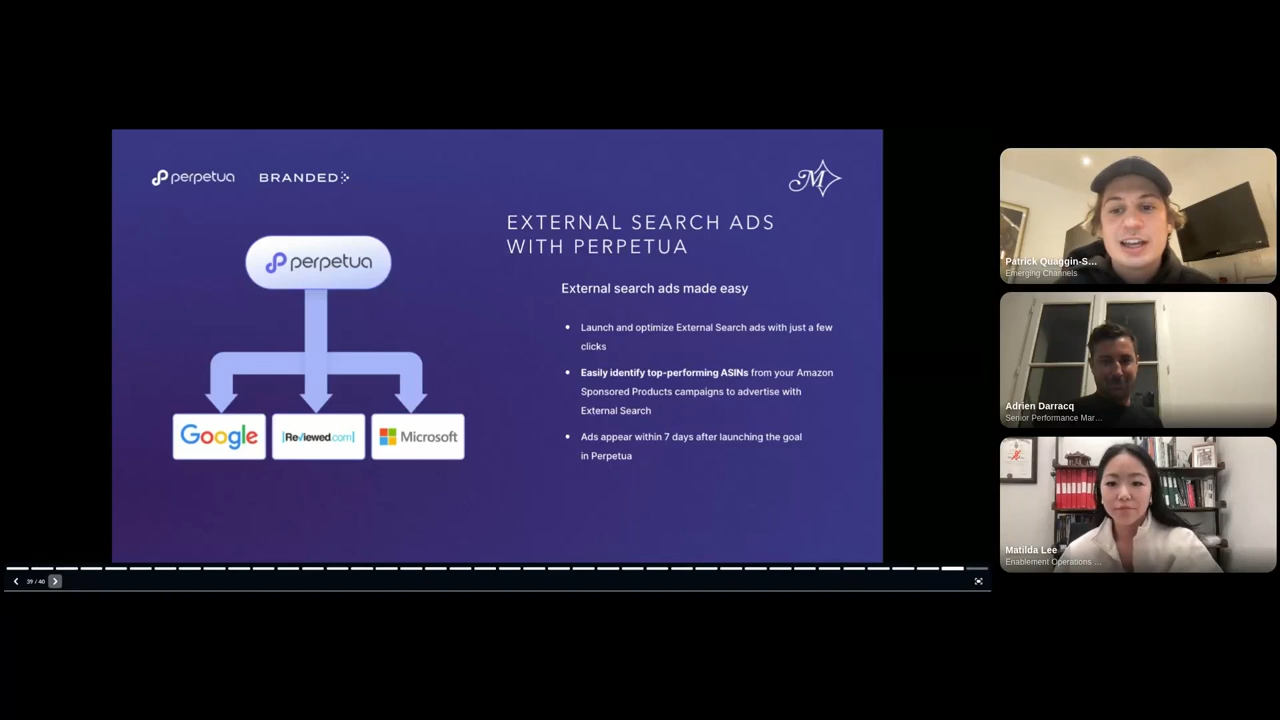 perpetua
BRANDED
M
EXTERNAL SEARCH ADS
WITH PERPETUA
perpetua
External search ads made easy
• Launch and optimize External Search ads with just a few
clicks
• Easily identify top-performing ASINs from your Amazon
Sponsored Products campaigns to advertise with
External Search
• Ads appear within 7 days after launching the goal
in Perpetua
Google
Reviewed.com
Microsoft
39 / 40
Patrick Quaggin-S...
Emerging Channels
Adrien Darracq
Senior Performance Mar...
Matilda Lee
Enablement Operations ...